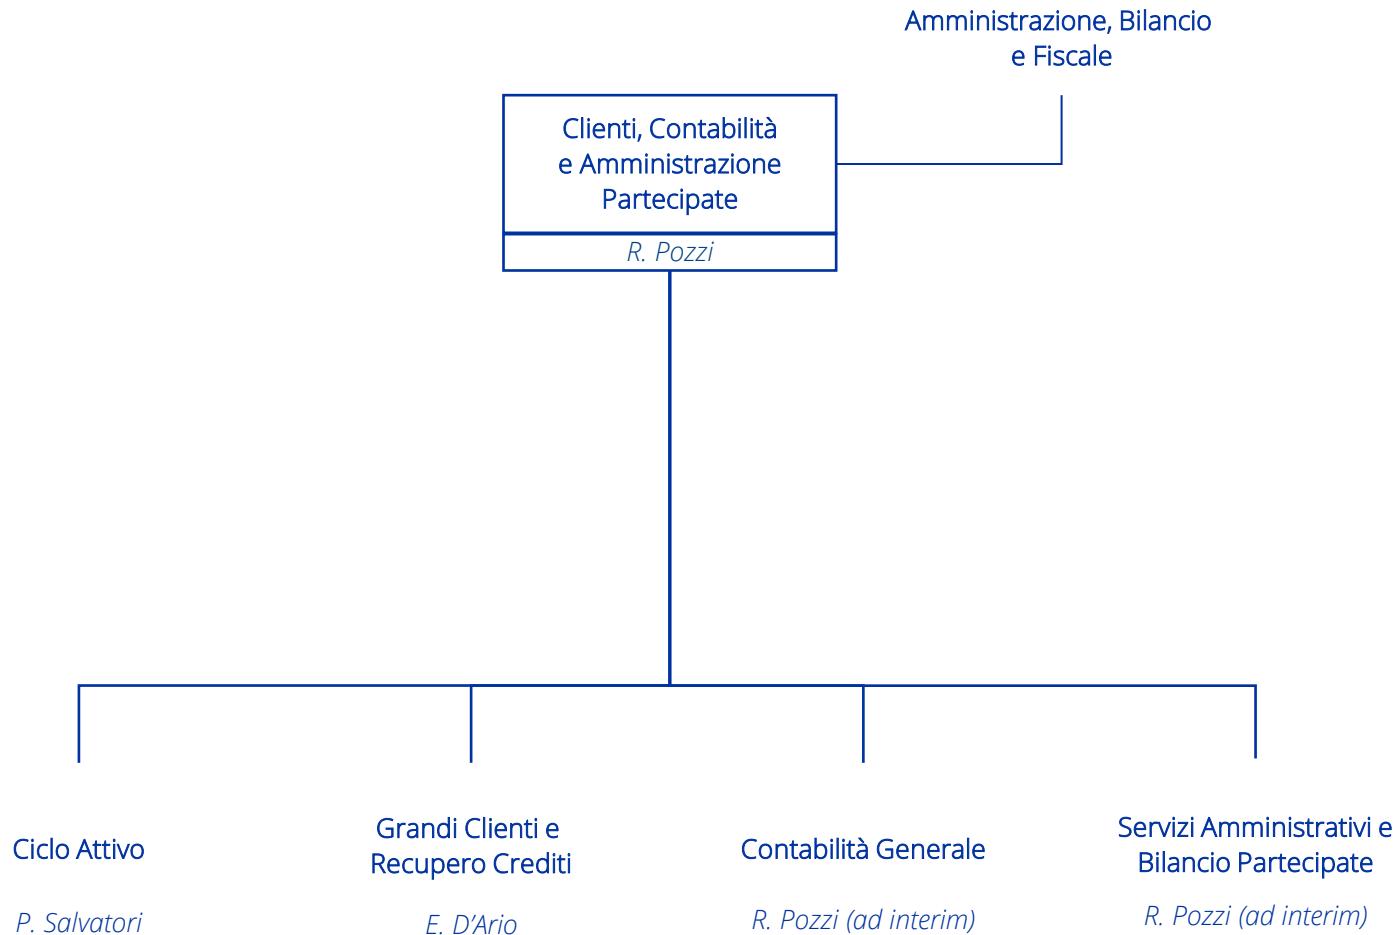 Amministrazione, Bilancio
e Fiscale
Clienti, Contabilità
e Amministrazione
Partecipate
R. Pozzi
Ciclo Attivo
P. Salvatori
Grandi Clienti e
Recupero Crediti
E. D’Ario
Contabilità Generale
R. Pozzi (ad interim)
Servizi Amministrativi e
Bilancio Partecipate
R. Pozzi (ad interim)